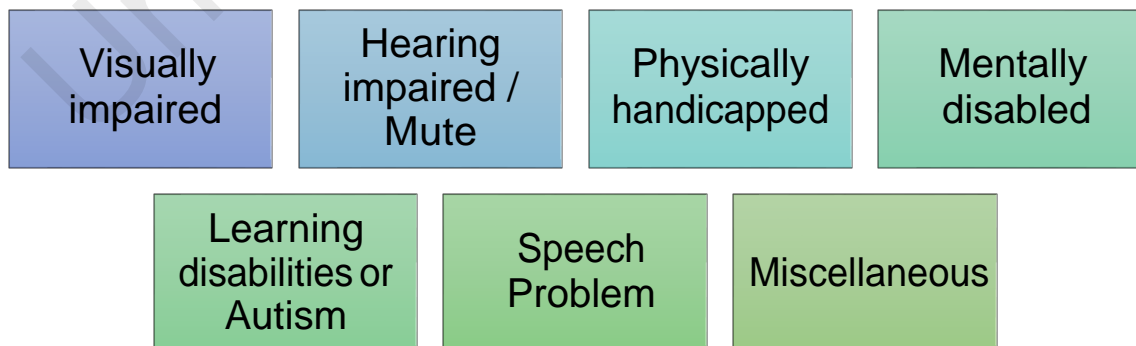 Visually
impaired
Hearing
impaired /
Mute
Physically
handicapped
Mentally
disabled
Learning
disabilities or
Autism
Speech
Problem
Miscellaneous